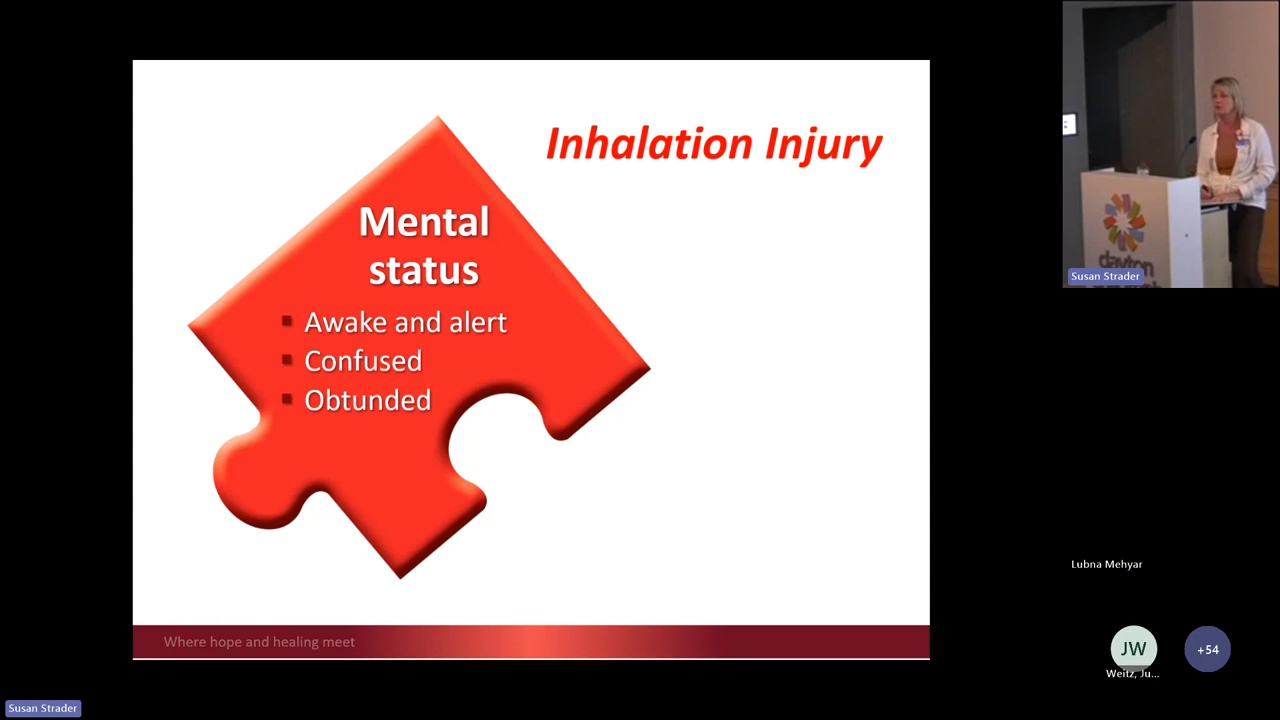 Inhalation Injury
Mental
status
Awake and alert
Confused
Obtunded
Where hope and healing meet
Susan Strader
dayton
Susan Strader
Lubna Mehyar
JW
Weitz, Ju...
+54